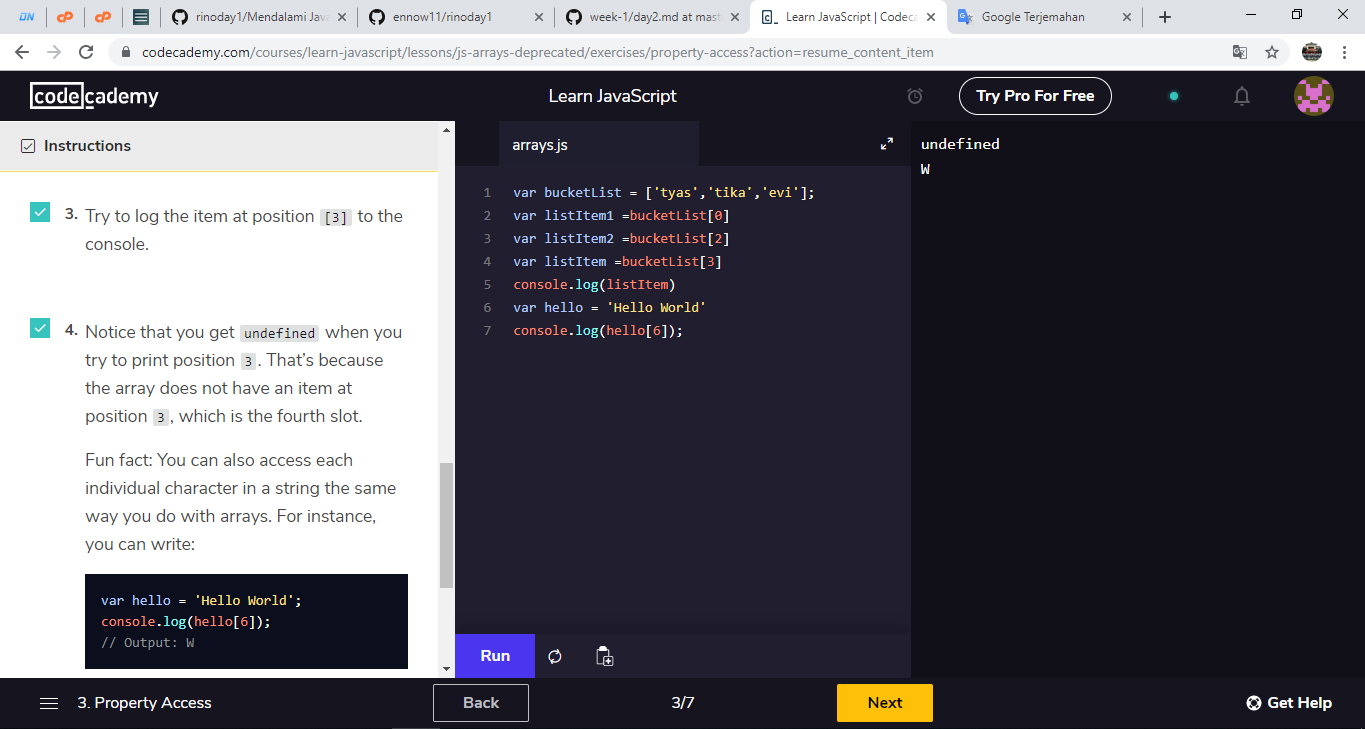 rinoday1/Mendalami Java
ennow11/rinoday1
week-1/day2.md at mast
Learn JavaScript | Codeca
Google Terjemahan
codecademy.com/courses/learn-javascript/lessons/js-arrays-deprecated/exercises/property-access?action=resume_content_item
codecademy
Learn JavaScript
Try Pro For Free
Instructions
3. Try to log the item at position [3] to the
console.
4. Notice that you get undefined when you
try to print position 3. That’s because
the array does not have an item at
position 3, which is the fourth slot.
Fun fact: You can also access each
individual character in a string the same
way you do with arrays. For instance,
you can write:
var hello = 'Hello World';
console.log(hello[6]);
// Output: W
arrays.js
1 var bucketList = ['tyas','tika','evi'];
2 var listItem1 =bucketList[0]
3 var listItem2 =bucketList[2]
4 var listItem =bucketList[3]
5 console.log(listItem)
6 var hello = 'Hello World'
7 console.log(hello[6]);
undefined
W
Run
3. Property Access
Back
3/7
Next
Get Help